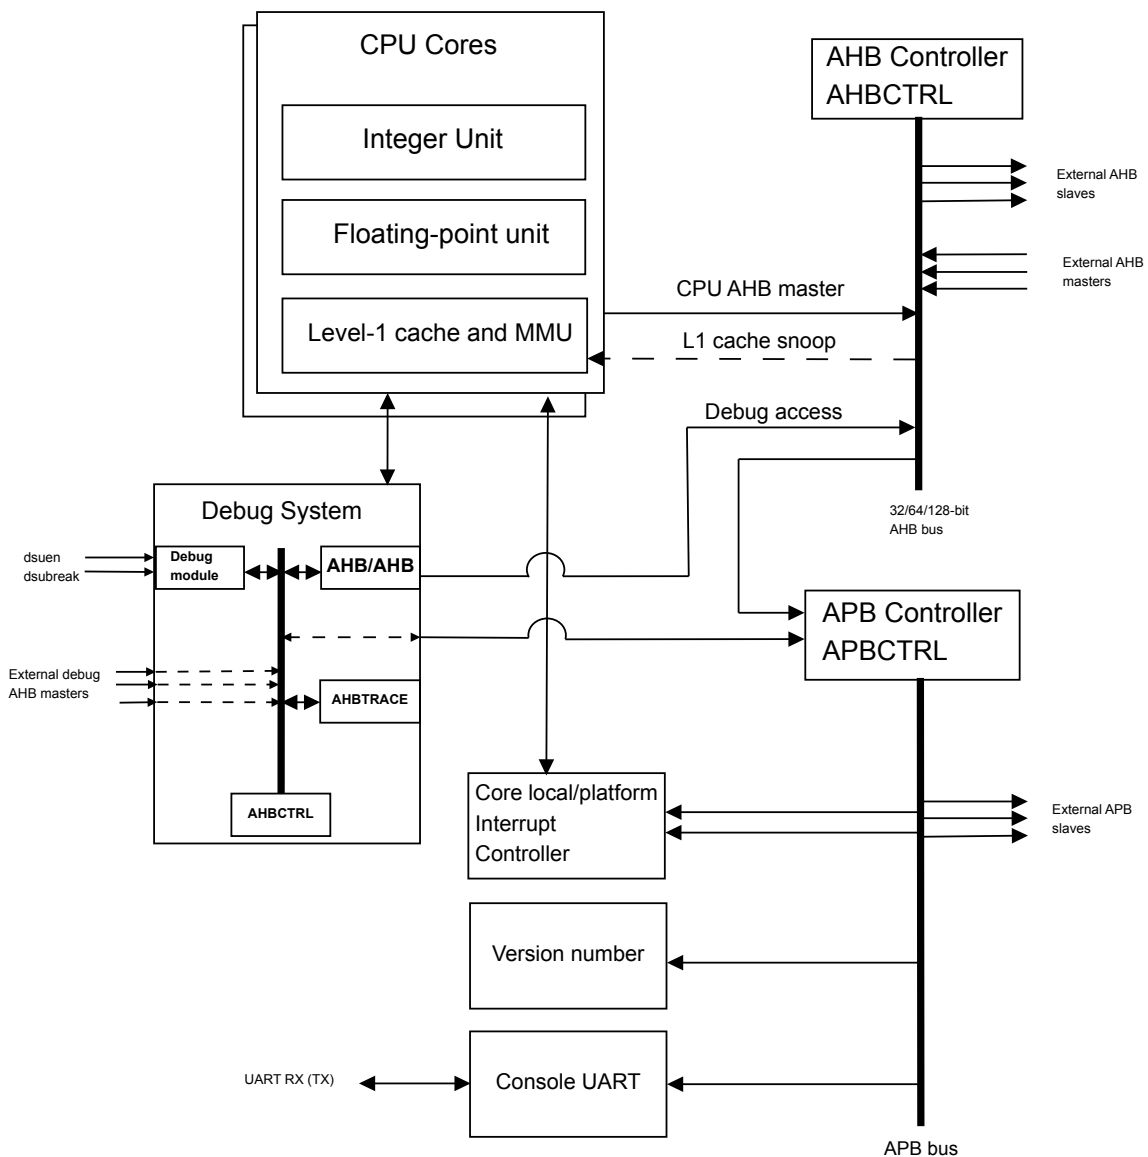 CPU Cores
Integer Unit
Floating-point unit
Level-1 cache and MMU
AHB Controller
AHBCTRL
External AHB
slaves
External AHB
masters
CPU AHB master
L1 cache snoop
Debug access
32/64/128-bit
AHB bus
Debug System
dsuen
dsubreak
Debug
module
AHB/AHB
External debug
AHB masters
AHBTRACE
AHBCTRL
APB Controller
APBCTRL
Core local/platform
Interrupt
Controller
External APB
slaves
Version number
UART RX (TX)
Console UART
APB bus